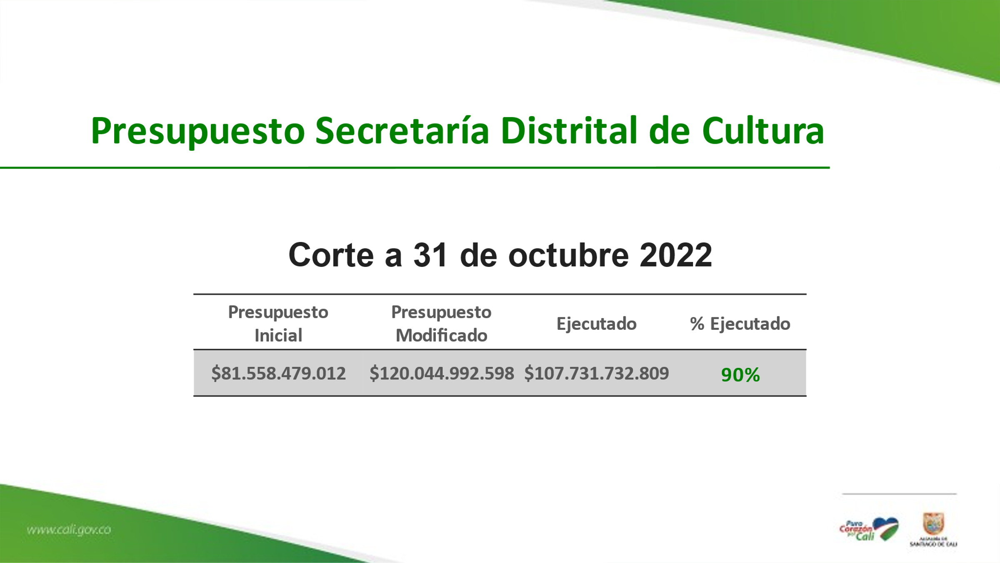 Presupuesto Secretaría Distrital de Cultura
Corte a 31 de octubre 2022
Presupuesto Inicial
Presupuesto Modificado
Ejecutado
% Ejecutado
$81.558.479.012
$120.044.992.598
$107.731.732.809
90%
www.cali.gov.co
Puro
Corazón
por Cali
ALCALDÍA DE
SANTIAGO DE CALI